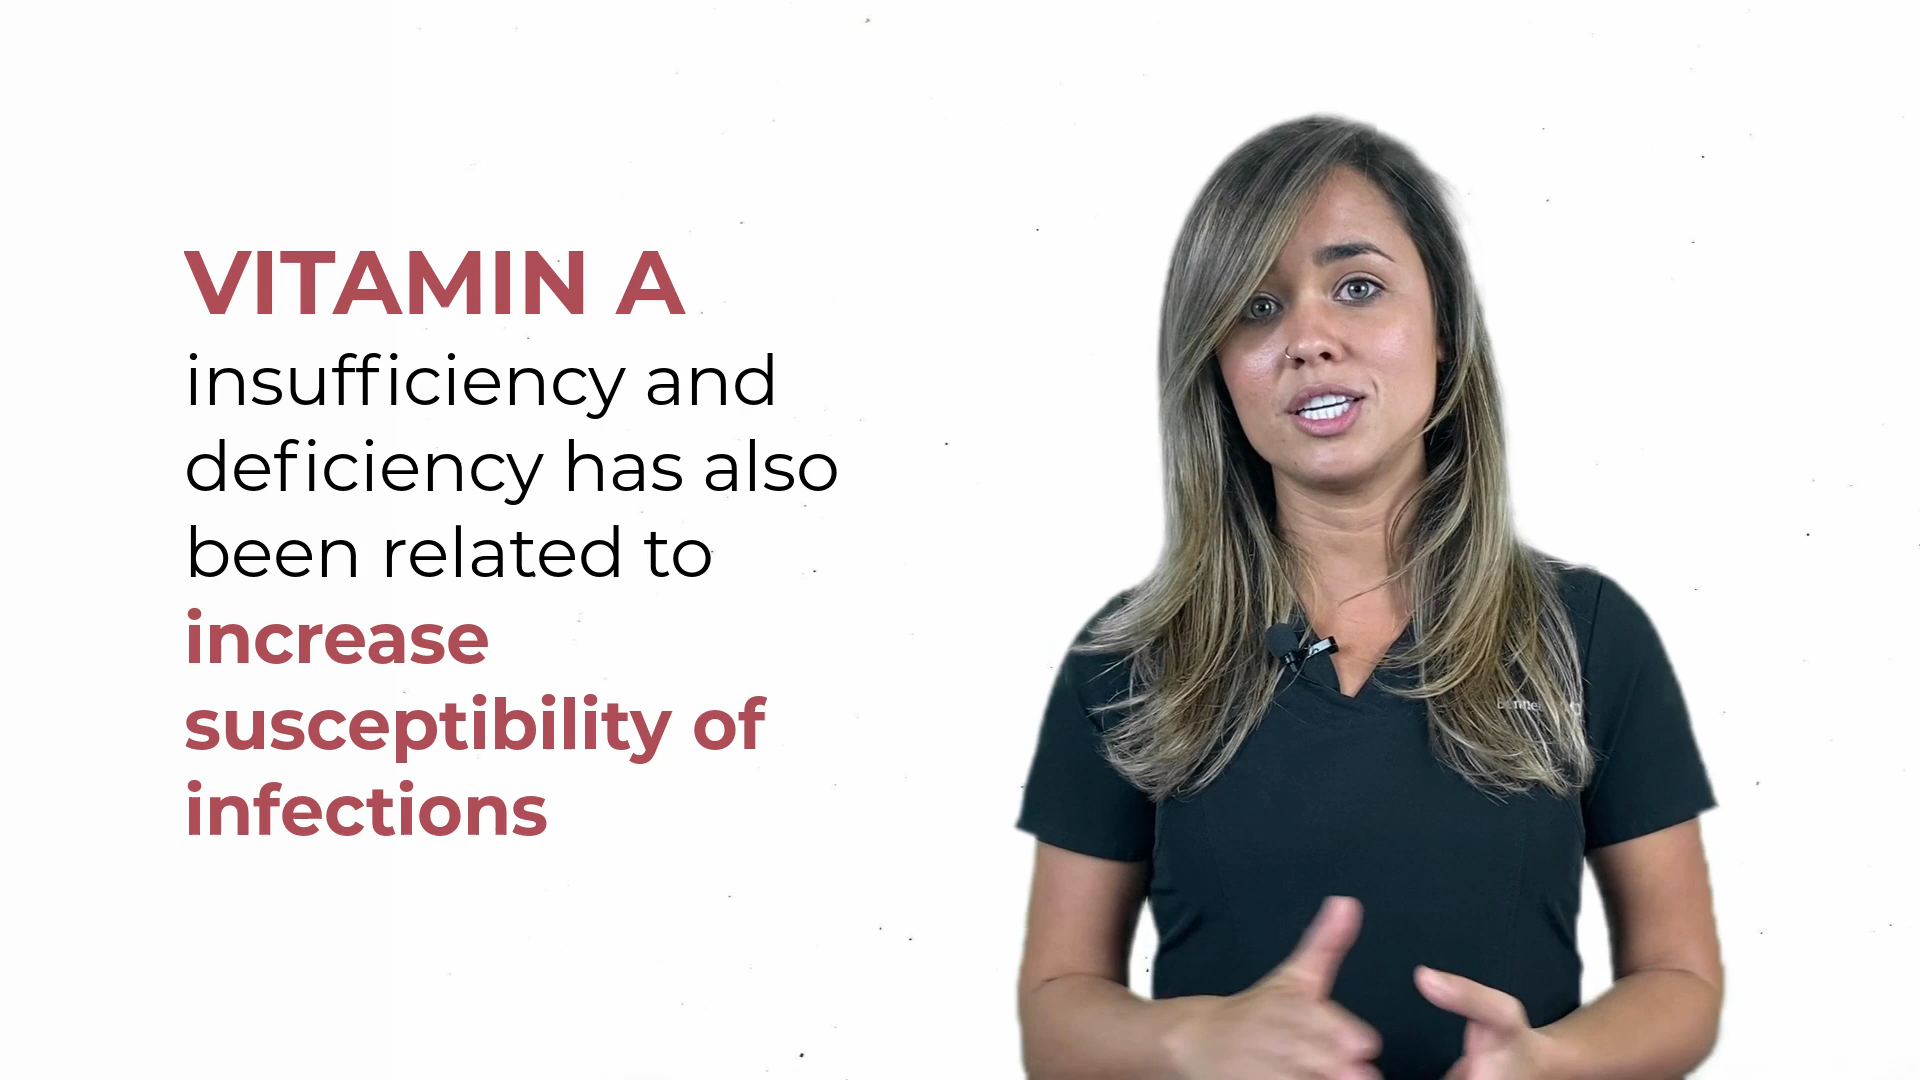 VITAMIN A
insufficiency and
deficiency has also
been related to
increase
susceptibility of
infections